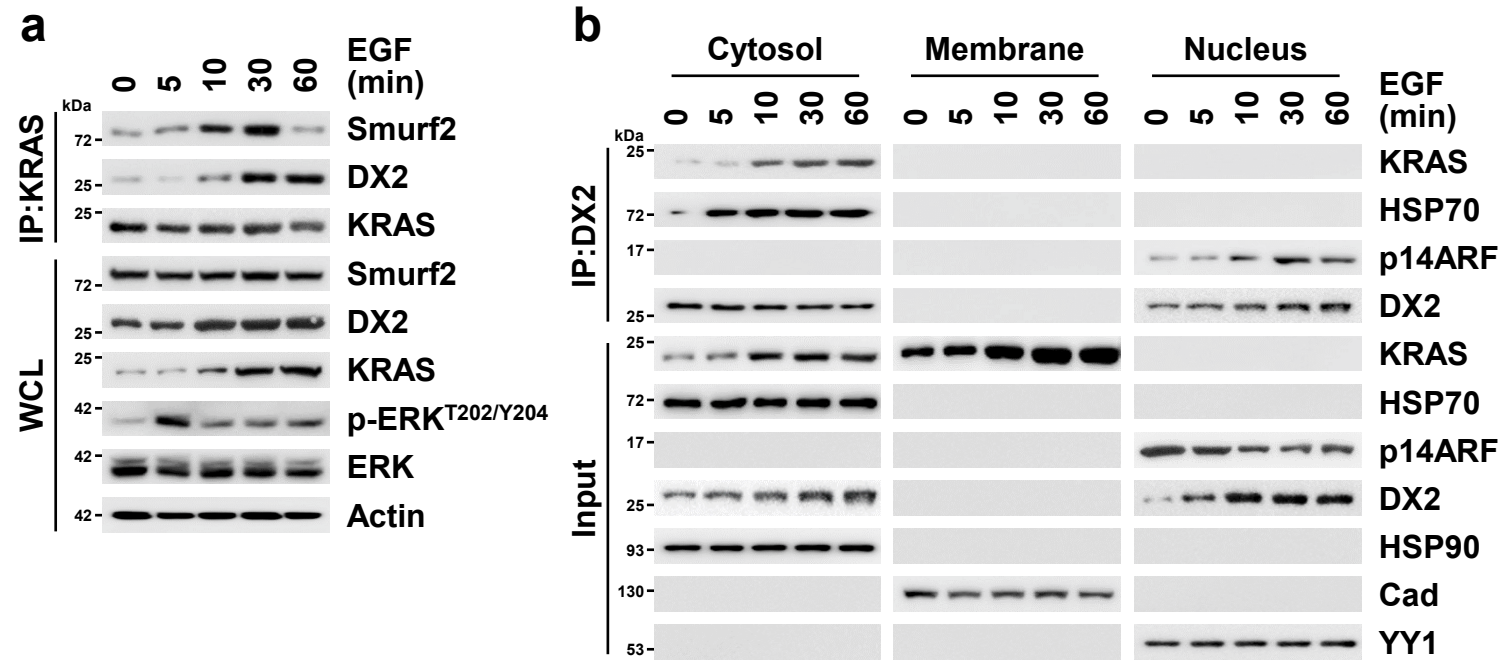 a
EGF
(min)
0 5 10 30 60
kDa
IP:KRAS
72 Smurf2
25 DX2
25 KRAS
WCL
72 Smurf2
25 DX2
25 KRAS
42 p-ERK^T202/Y204
42 ERK
42 Actin
b
Cytosol Membrane Nucleus
EGF
(min)
0 5 10 30 60 0 5 10 30 60 0 5 10 30 60
kDa
IP:DX2
25 KRAS
72 HSP70
17 p14ARF
25 DX2
Input
25 KRAS
72 HSP70
17 p14ARF
25 DX2
93 HSP90
130 Cad
53 YY1